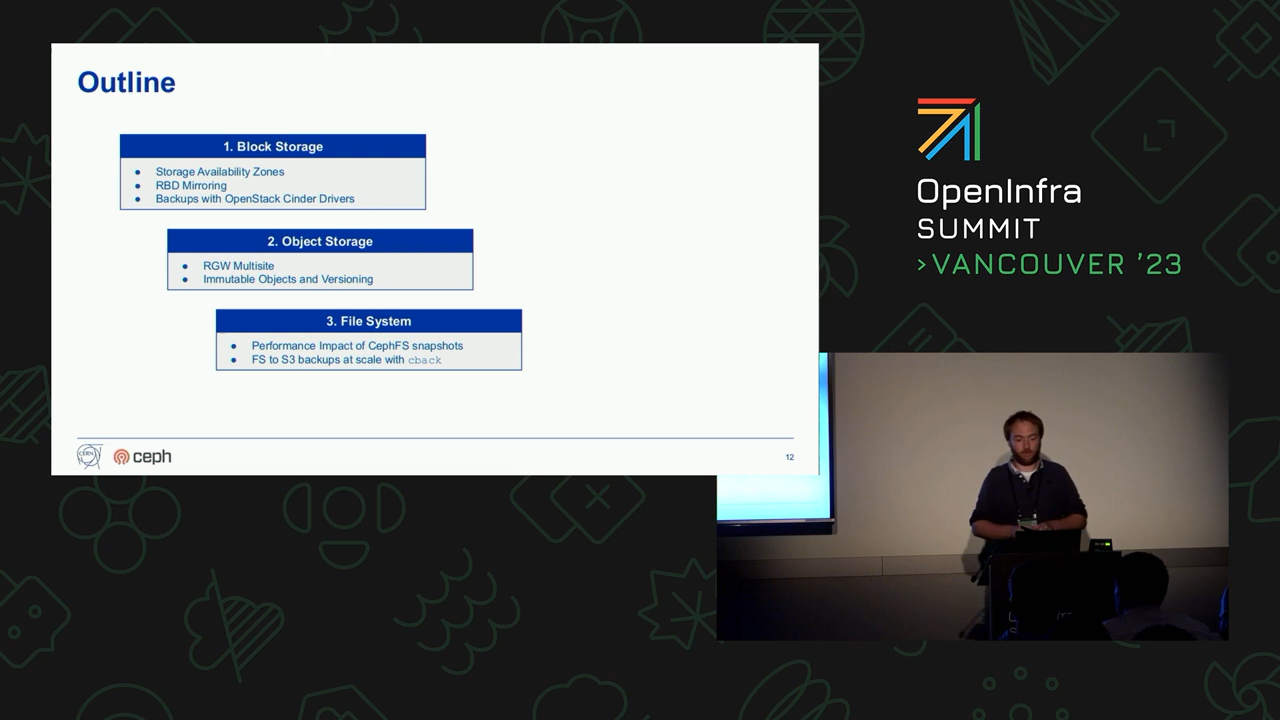 Outline
1. Block Storage
● Storage Availability Zones
● RBD Mirroring
● Backups with OpenStack Cinder Drivers
2. Object Storage
● RGW Multisite
● Immutable Objects and Versioning
3. File System
● Performance Impact of CephFS snapshots
● FS to S3 backups at scale with cback
CERN
ceph
12
OpenInfra
SUMMIT
>VANCOUVER '23